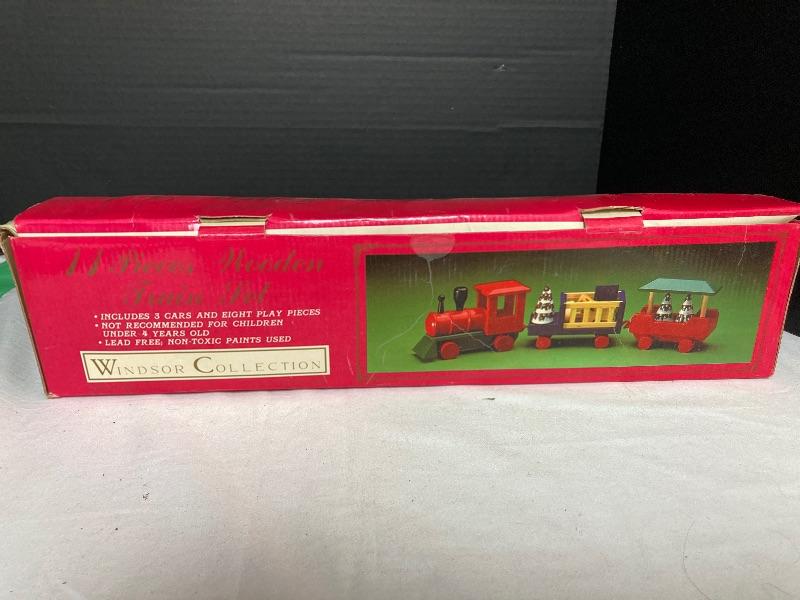 11 Pieces Wooden
Train Set
• INCLUDES 3 CARS AND EIGHT PLAY PIECES
• NOT RECOMMENDED FOR CHILDREN
UNDER 4 YEARS OLD
• LEAD FREE; NON-TOXIC PAINTS USED
WINDSOR COLLECTION